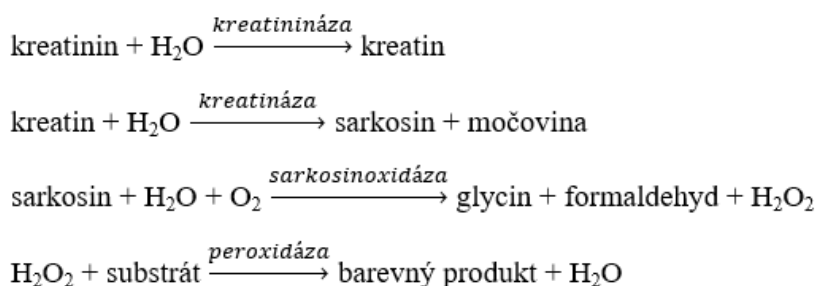 kreatinin + H₂O kreatinináza ⟶ kreatin
kreatin + H₂O kreatináza ⟶ sarkosin + močovina
sarkosin + H₂O + O₂ sarkosinoxidáza ⟶ glycin + formaldehyd + H₂O₂
H₂O₂ + substrát peroxidáza ⟶ barevný produkt + H₂O